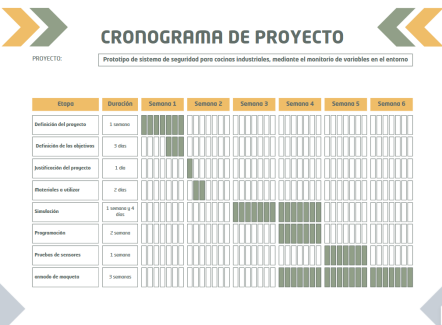 CRONOGRAMA DE PROYECTO
PROYECTO: Prototipo de sistema de seguridad para cocinas industriales, mediante el monitorio de variables en el entorno
Etapa Duración Semana 1 Semana 2 Semana 3 Semana 4 Semana 5 Semana 6
Definición del proyecto 1 semana
Definición de los objetivos 3 días
Justificación del proyecto 1 día
Materiales a utilizar 2 días
Simulación 1 semana y 4 días
Programación 2 semana
Pruebas de sensores 1 semana
armado de maqueta 3 semanas